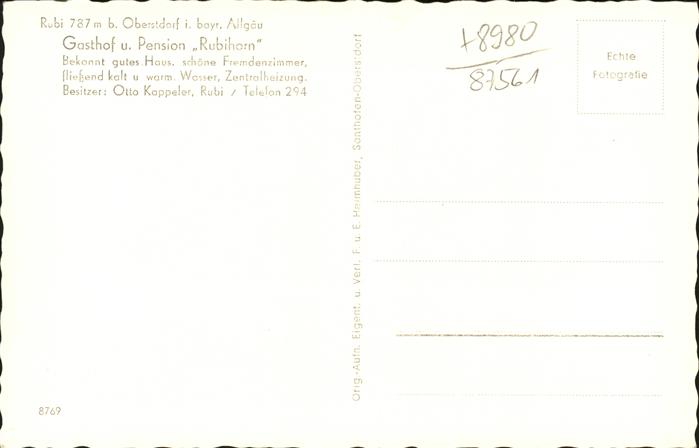 Rubi 787 m b. Oberstdorf i. bayr. Allgäu
Gasthof u. Pension „Rubihorn“
Bekannt gutes Haus, schöne Fremdenzimmer,
fließend kalt u warm. Wasser, Zentralheizung.
Besitzer: Otto Kappeler, Rubi / Telefon 294
8769
Orig.-Aufn. Eigent. u. Verl. F. u. E. Heimhuber, Sonthofen-Oberstdorf
+8980
87561
Echte
Fotografie